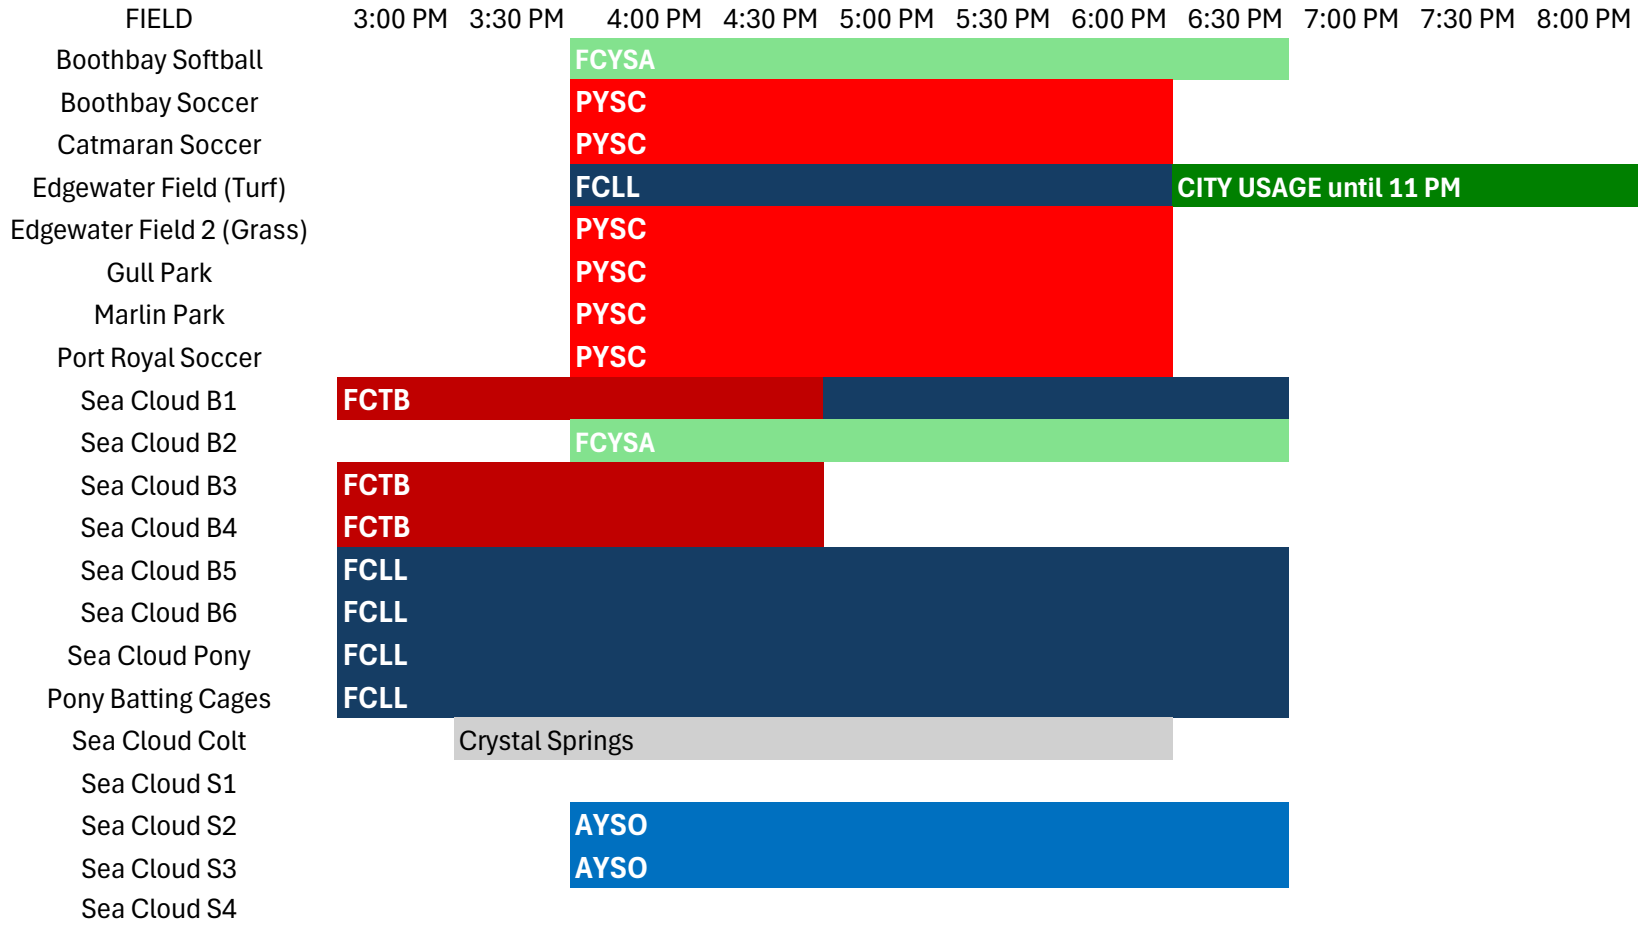 FIELD 3:00 PM 3:30 PM 4:00 PM 4:30 PM 5:00 PM 5:30 PM 6:00 PM 6:30 PM 7:00 PM 7:30 PM 8:00 PM
Boothbay Softball FCYSA
Boothbay Soccer PYSC
Catmaran Soccer PYSC
Edgewater Field (Turf) FCLL CITY USAGE until 11 PM
Edgewater Field 2 (Grass) PYSC
Gull Park PYSC
Marlin Park PYSC
Port Royal Soccer PYSC
Sea Cloud B1 FCTB
Sea Cloud B2 FCYSA
Sea Cloud B3 FCTB
Sea Cloud B4 FCTB
Sea Cloud B5 FCLL
Sea Cloud B6 FCLL
Sea Cloud Pony FCLL
Pony Batting Cages FCLL
Sea Cloud Colt Crystal Springs
Sea Cloud S1
Sea Cloud S2 AYSO
Sea Cloud S3 AYSO
Sea Cloud S4